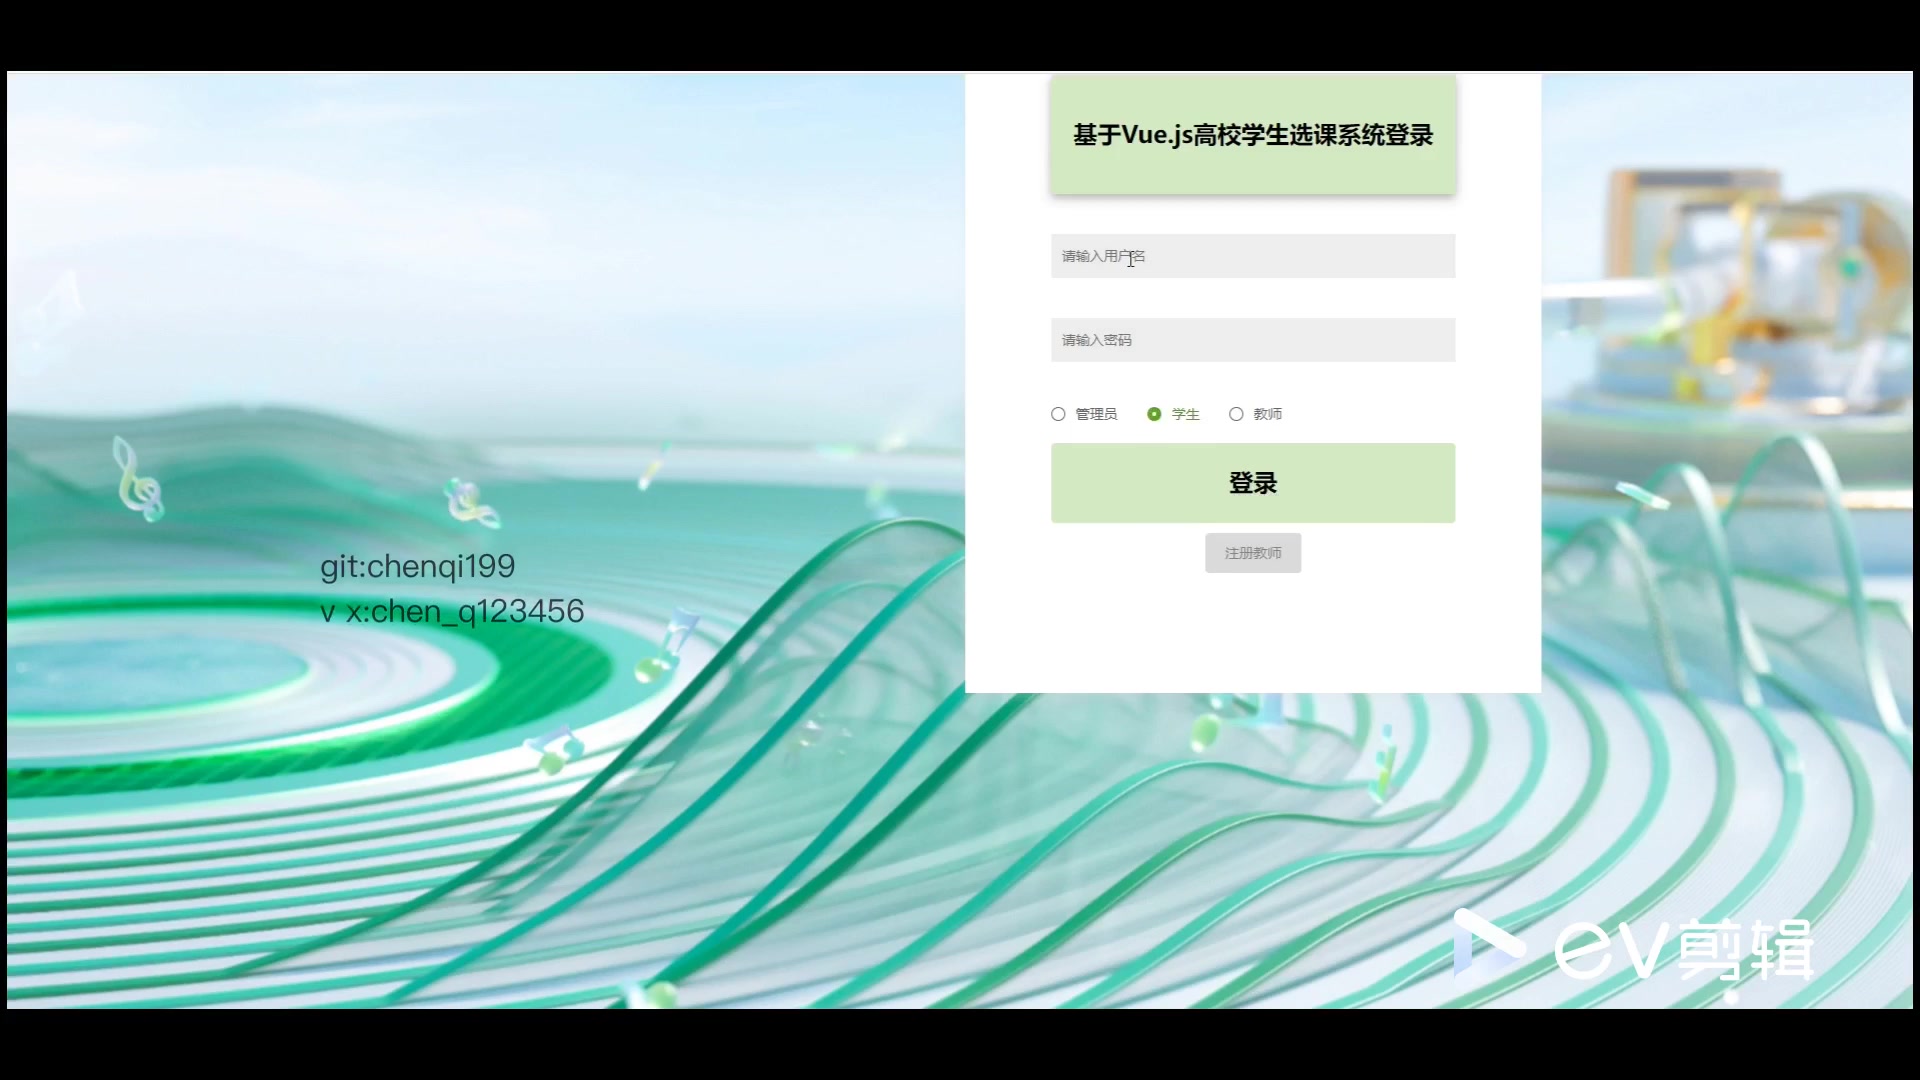 基于Vue.js高校学生选课系统登录
请输入用户名
请输入密码
管理员 学生 教师
登录
注册教师
git:chenqi199
v x:chen_q123456
ev剪辑